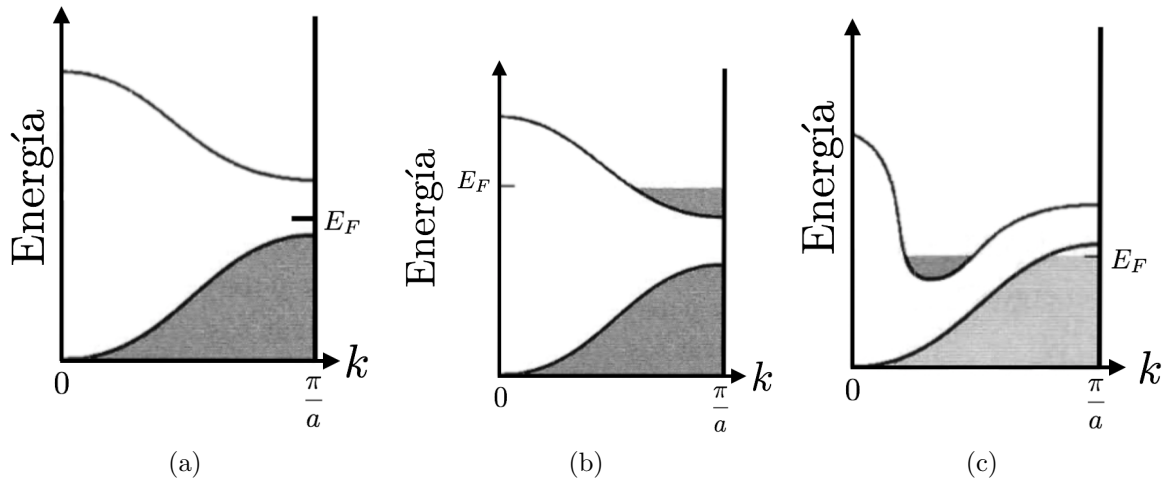 Energía
E_F
k
0
π/a
(a)
Energía
E_F
k
0
π/a
(b)
Energía
E_F
k
0
π/a
(c)